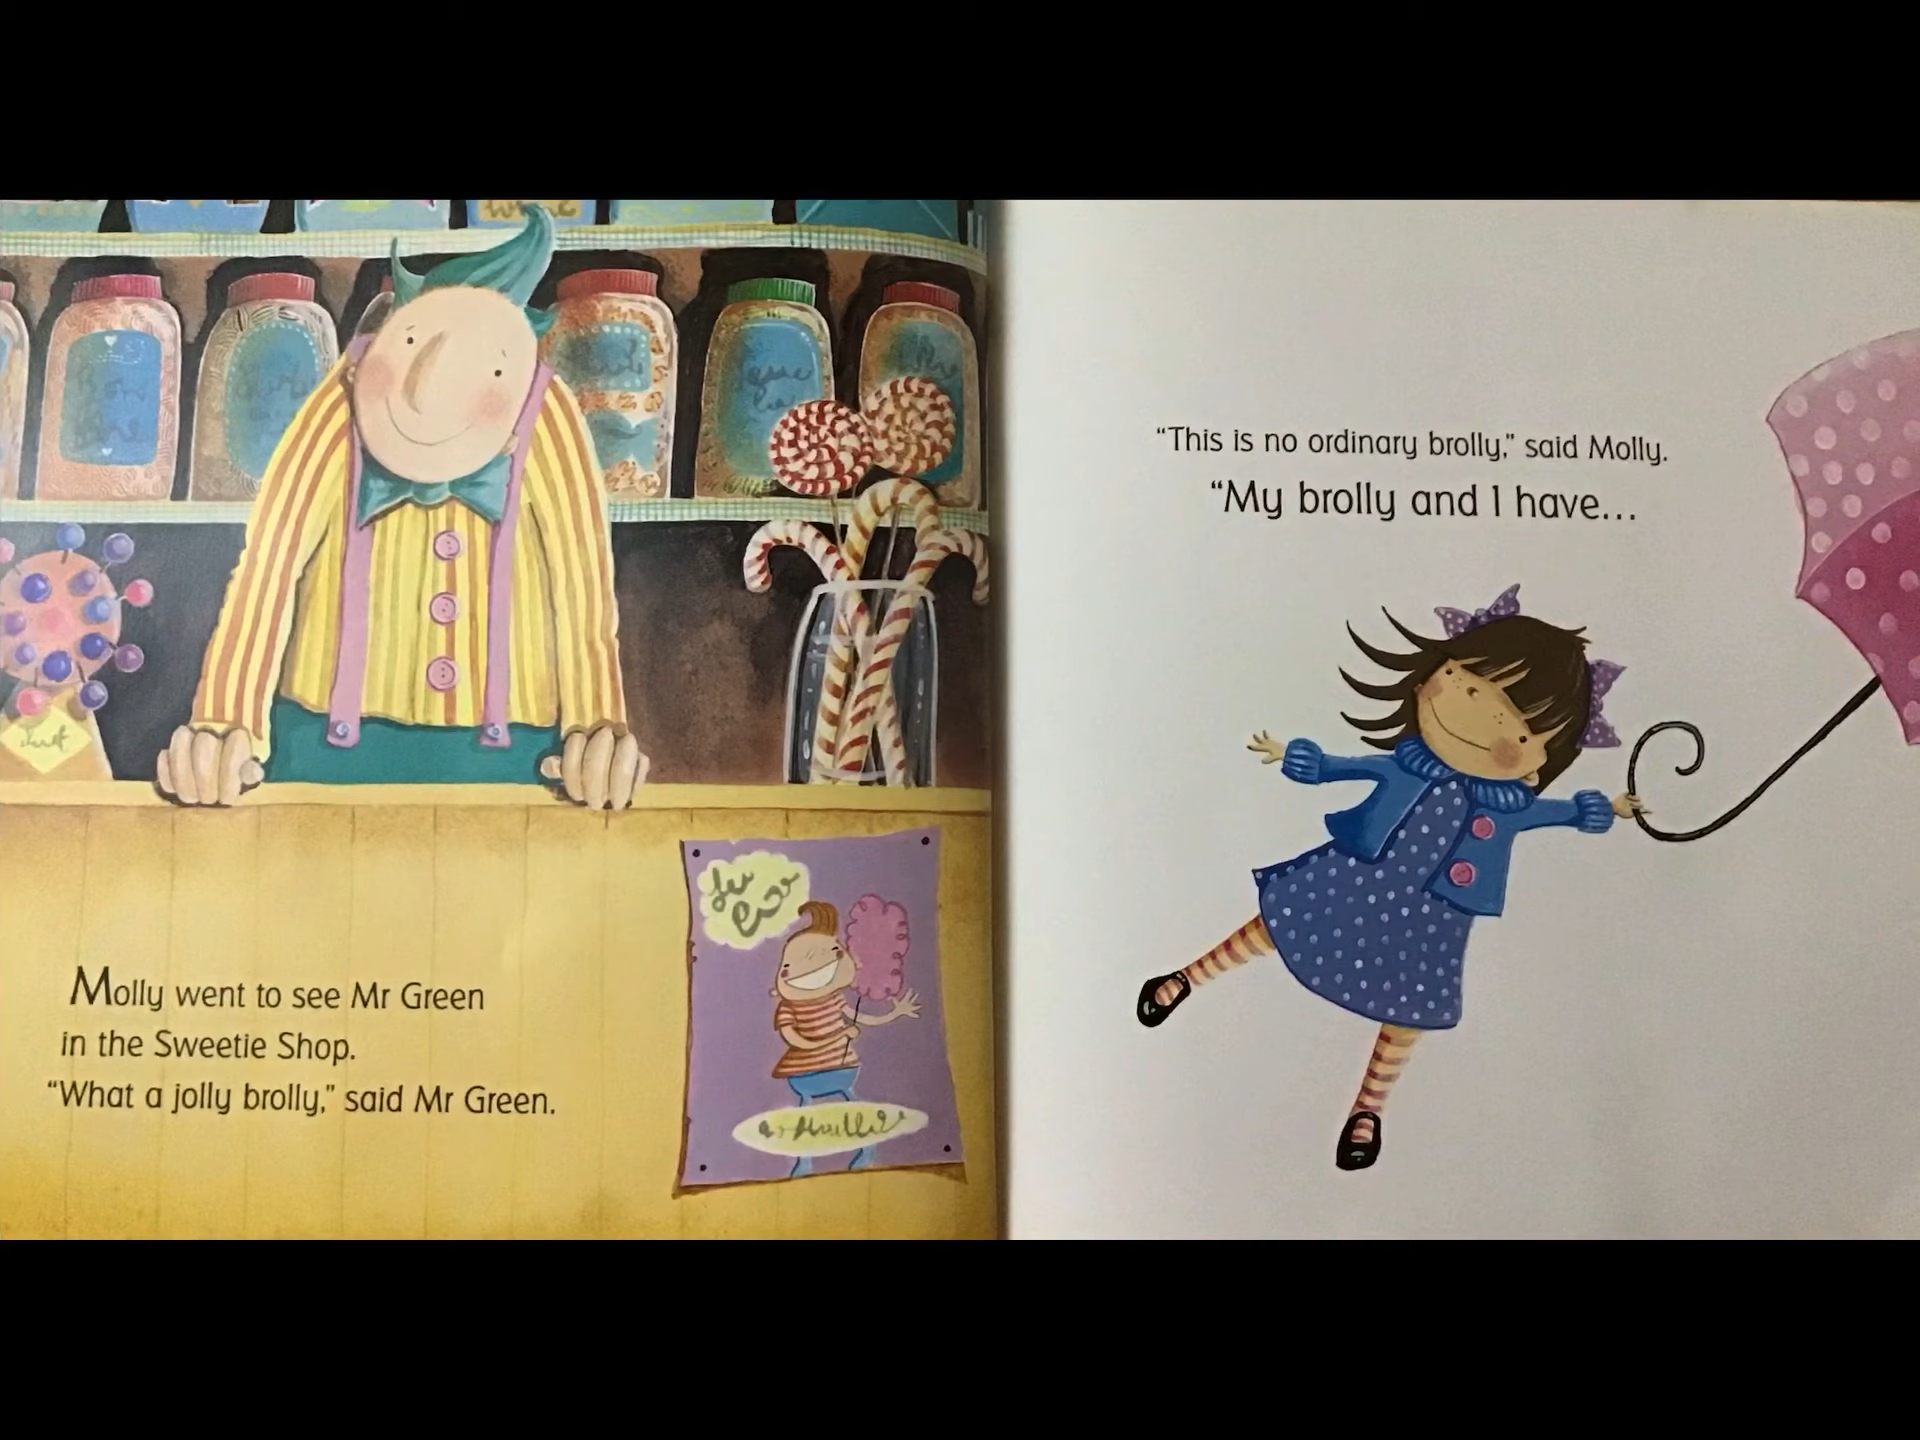 Molly went to see Mr Green
in the Sweetie Shop.
“What a jolly brolly,” said Mr Green.
“This is no ordinary brolly,” said Molly.
“My brolly and I have...